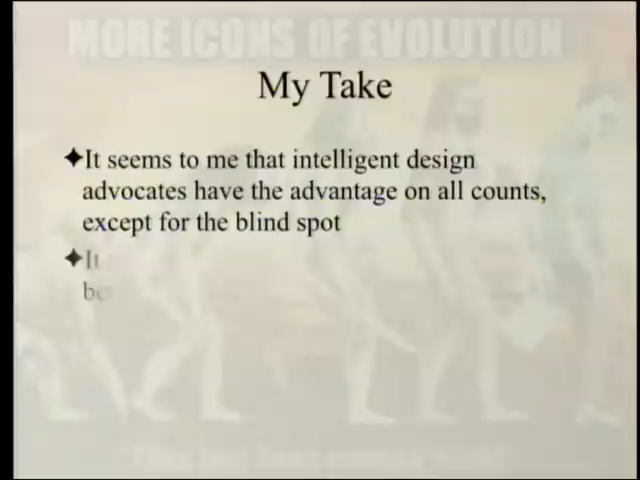 MORE ICONS OF EVOLUTION
My Take
✦It seems to me that intelligent design
advocates have the advantage on all counts,
except for the blind spot
✦It